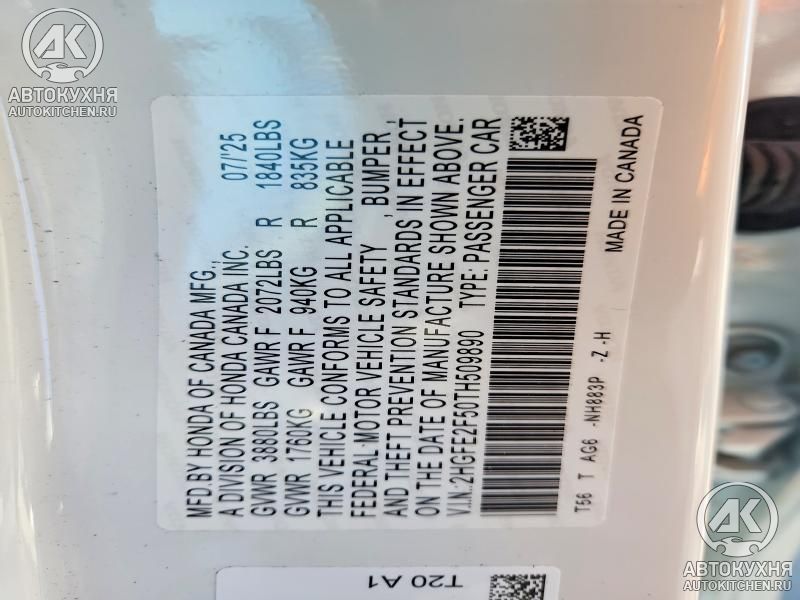 MFD.BY HONDA OF CANADA MFG., 07/'25
A DIVISION OF HONDA CANADA INC.
GVWR 3880LBS GAWR F 2072LBS R 1840LBS
GVWR 1760KG GAWR F 940KG R 835KG
THIS VEHICLE CONFORMS TO ALL APPLICABLE
FEDERAL MOTOR VEHICLE SAFETY , BUMPER ,
AND THEFT PREVENTION STANDARDS IN EFFECT
ON THE DATE OF MANUFACTURE SHOWN ABOVE.
V.I.N.:2HGFE2F50TH509890 TYPE: PASSENGER CAR
T56 T AG6 -NH883P -Z -H
MADE IN CANADA
T20 A1
АК
АВТОКУХНЯ
AUTOKITCHEN.RU
АК
АВТОКУХНЯ
AUTOKITCHEN.RU